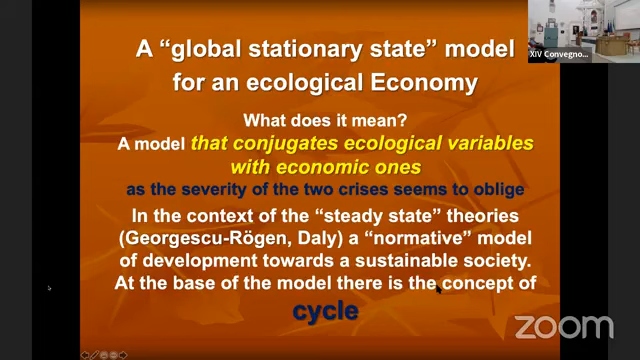 A “global stationary state” model
for an ecological Economy
What does it mean?
A model that conjugates ecological variables
with economic ones
as the severity of the two crises seems to oblige
In the context of the “steady state” theories
(Georgescu-Rögen, Daly) a “normative” model
of development towards a sustainable society.
At the base of the model there is the concept of
cycle
XIV Convegno...
zoom